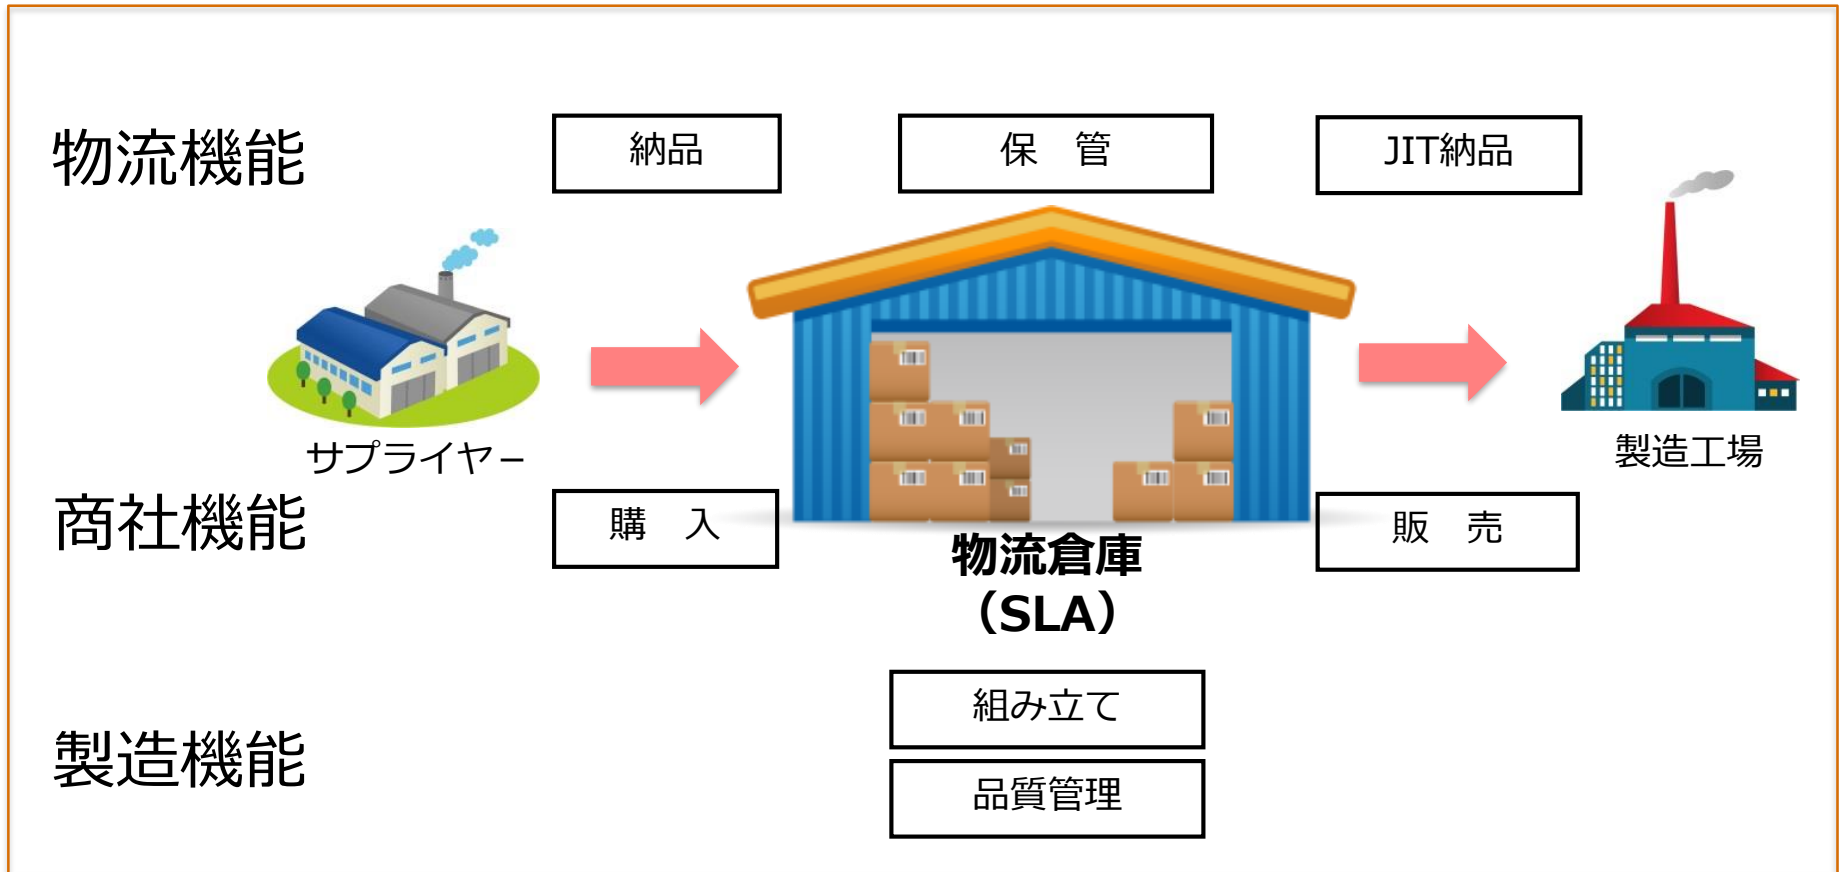 物流機能
納品
保　管
JIT納品
サプライヤー
製造工場
商社機能
購　入
販　売
物流倉庫
（SLA）
組み立て
製造機能
品質管理